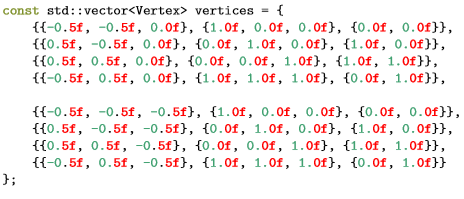 const std::vector<Vertex> vertices = {
{{-0.5f, -0.5f, 0.0f}, {1.0f, 0.0f, 0.0f}, {0.0f, 0.0f}},
{{0.5f, -0.5f, 0.0f}, {0.0f, 1.0f, 0.0f}, {1.0f, 0.0f}},
{{0.5f, 0.5f, 0.0f}, {0.0f, 0.0f, 1.0f}, {1.0f, 1.0f}},
{{-0.5f, 0.5f, 0.0f}, {1.0f, 1.0f, 1.0f}, {0.0f, 1.0f}},
{{-0.5f, -0.5f, -0.5f}, {1.0f, 0.0f, 0.0f}, {0.0f, 0.0f}},
{{0.5f, -0.5f, -0.5f}, {0.0f, 1.0f, 0.0f}, {1.0f, 0.0f}},
{{0.5f, 0.5f, -0.5f}, {0.0f, 0.0f, 1.0f}, {1.0f, 1.0f}},
{{-0.5f, 0.5f, -0.5f}, {1.0f, 1.0f, 1.0f}, {0.0f, 1.0f}}
};